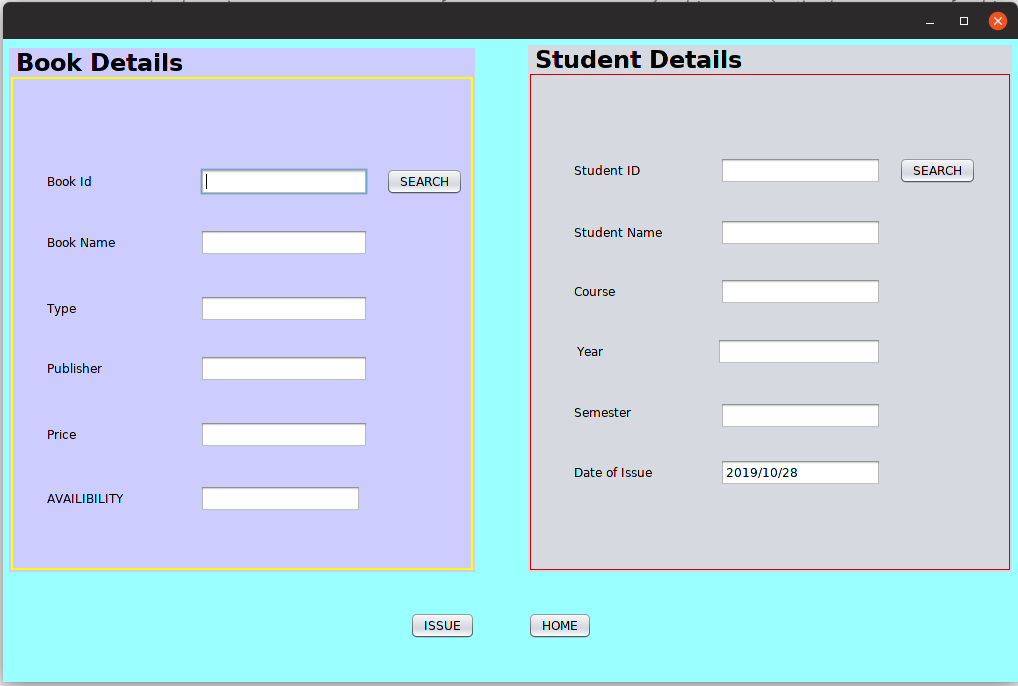 Book Details
Book Id
SEARCH
Book Name
Type
Publisher
Price
AVAILIBILITY
Student Details
Student ID
SEARCH
Student Name
Course
Year
Semester
Date of Issue
2019/10/28
ISSUE
HOME